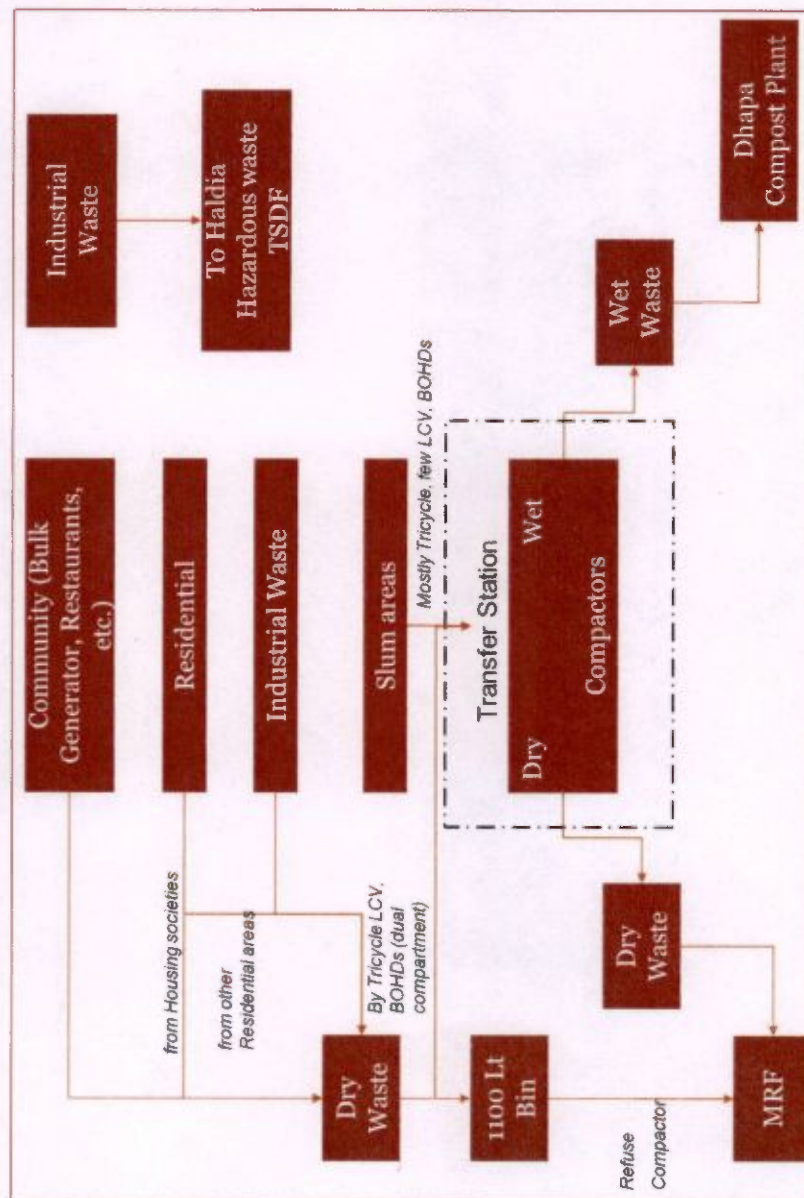 Community (Bulk
Generator, Restaurants,
etc.)
Industrial
Waste
from Housing societies
Residential
To Haldia
Hazardous waste
TSDF
from other
Residential areas
Industrial Waste
By Tricycle LCV,
BOHDs (dual
compartment)
Slum areas
Dry
Waste
Mostly Tricycle, few LCV, BOHDs
Transfer Station
1100 Lt
Bin
Dry Wet
Compactors
Refuse
Compactor
Dry
Waste
Wet
Waste
MRF
Dhapa
Compost Plant